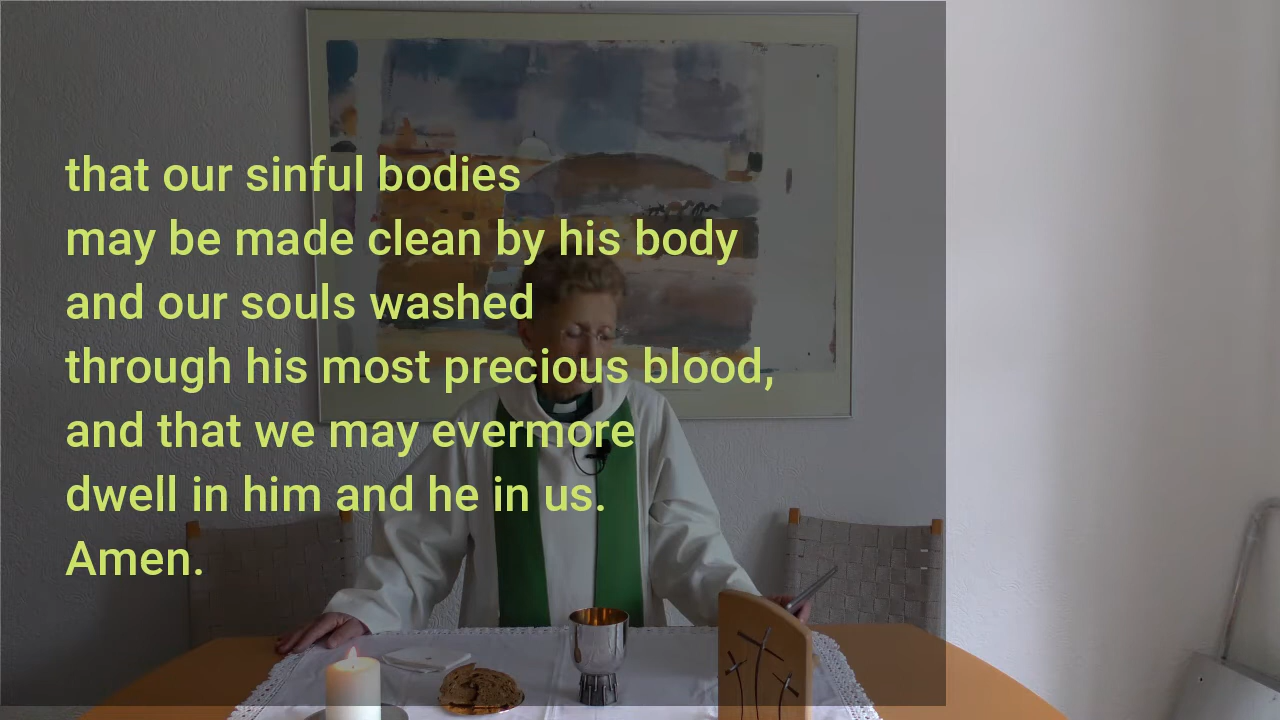 that our sinful bodies
may be made clean by his body
and our souls washed
through his most precious blood,
and that we may evermore
dwell in him and he in us.
Amen.